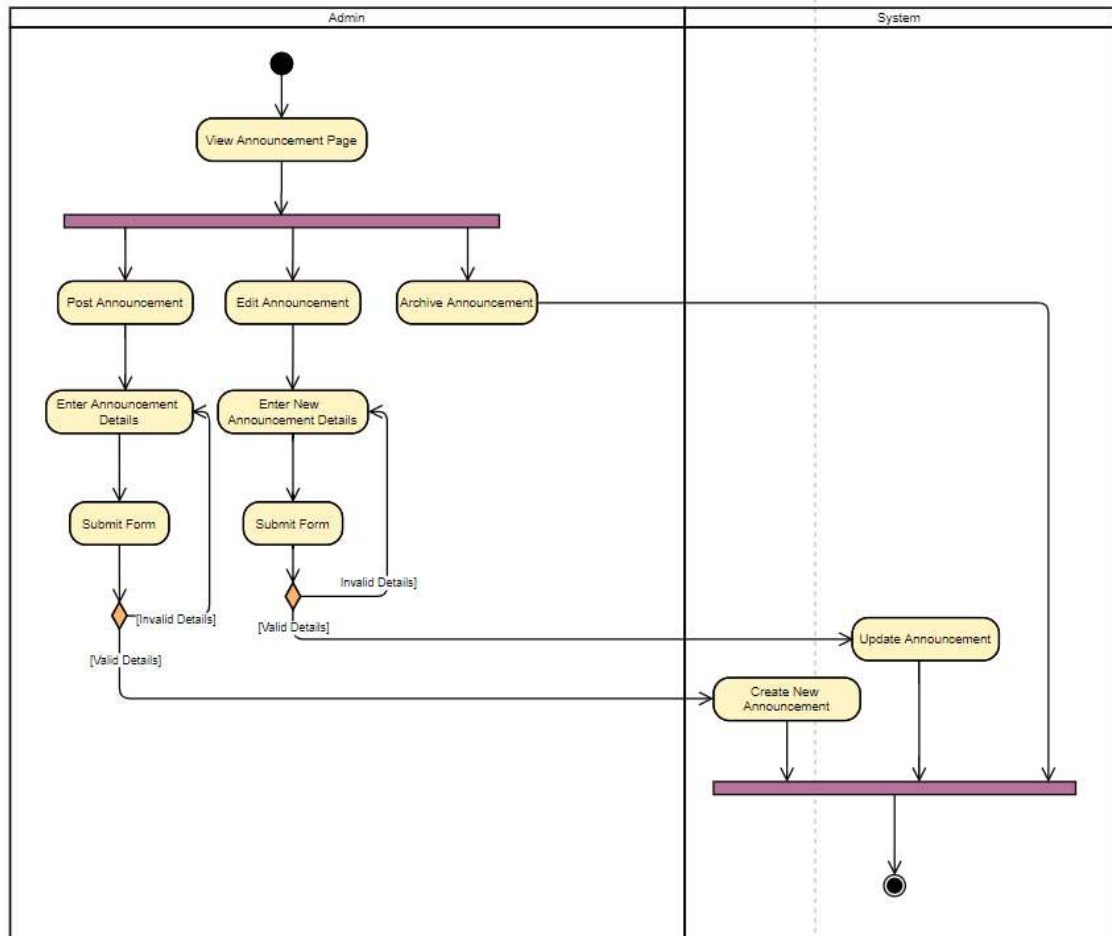 Admin
System
View Announcement Page
Post Announcement
Edit Announcement
Archive Announcement
Enter Announcement
Details
Enter New
Announcement Details
Submit Form
Submit Form
Invalid Details]
[Invalid Details]
[Valid Details]
[Valid Details]
Update Announcement
Create New
Announcement